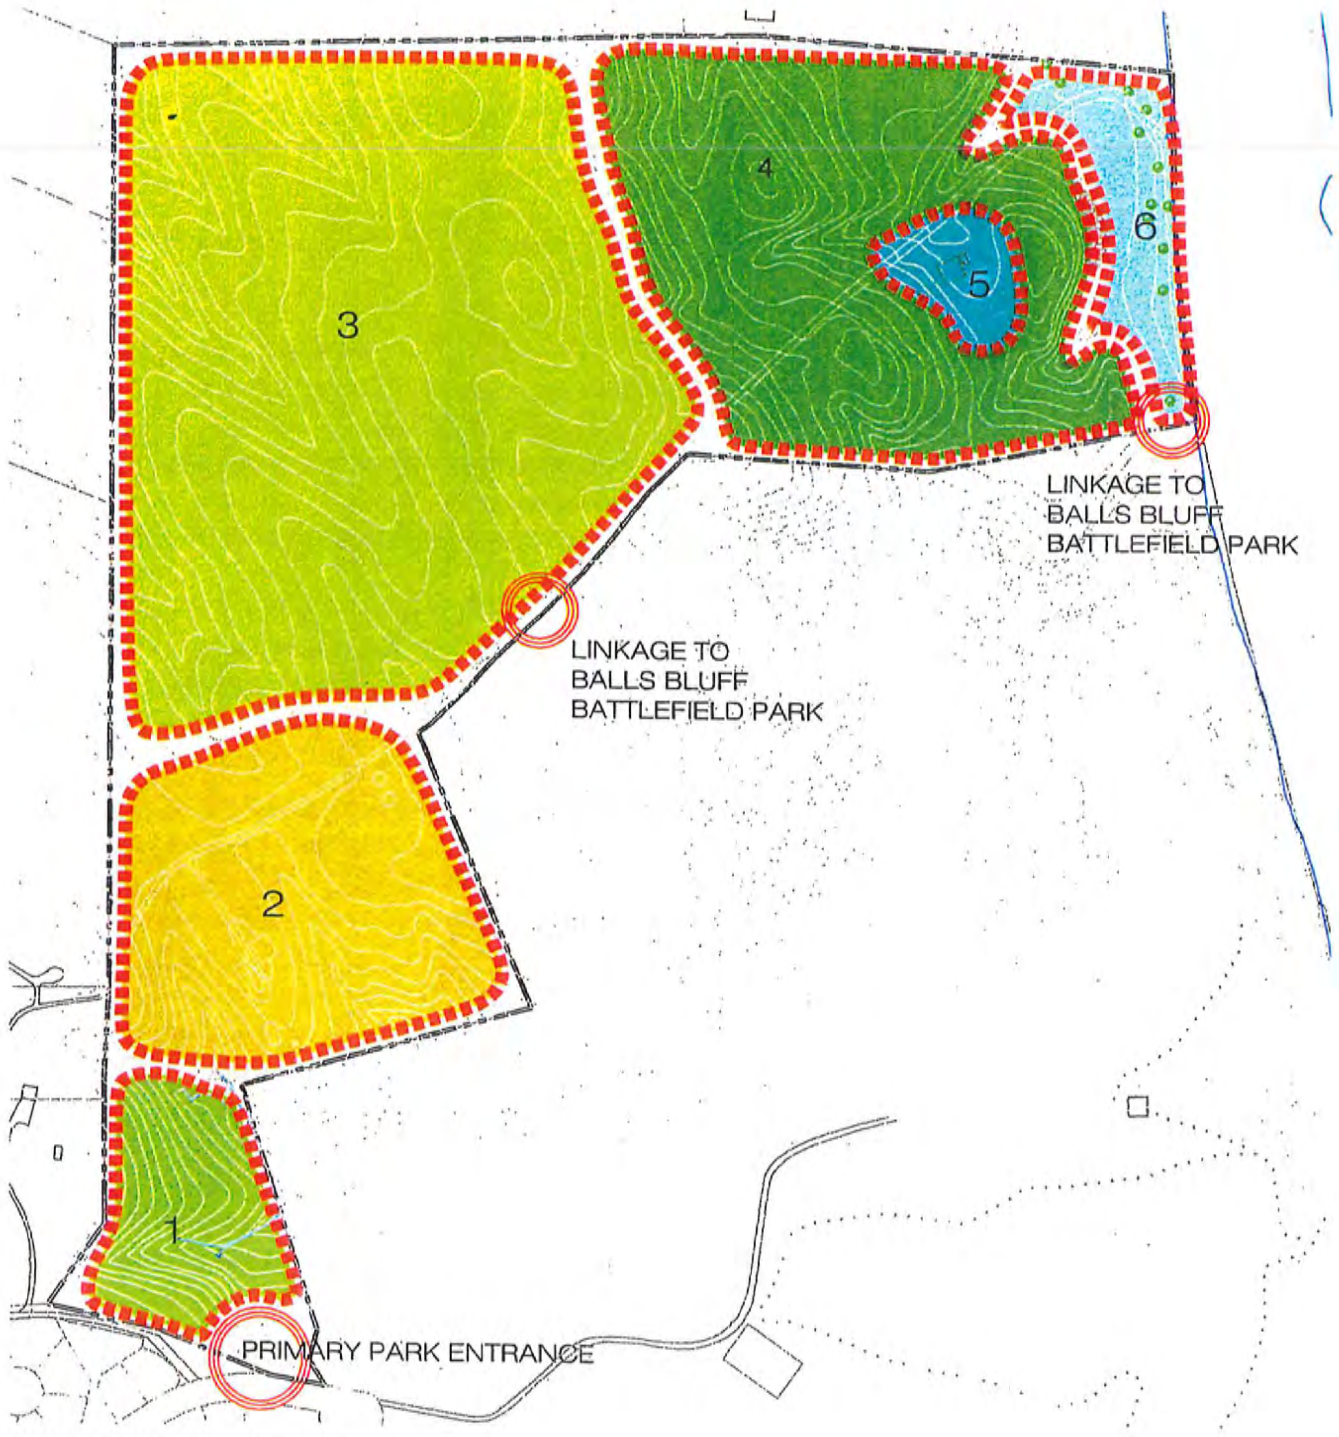 4
6
5
3
LINKAGE TO
BALLS BLUFF
BATTLEFIELD PARK
LINKAGE TO
BALLS BLUFF
BATTLEFIELD PARK
2
1
PRIMARY PARK ENTRANCE